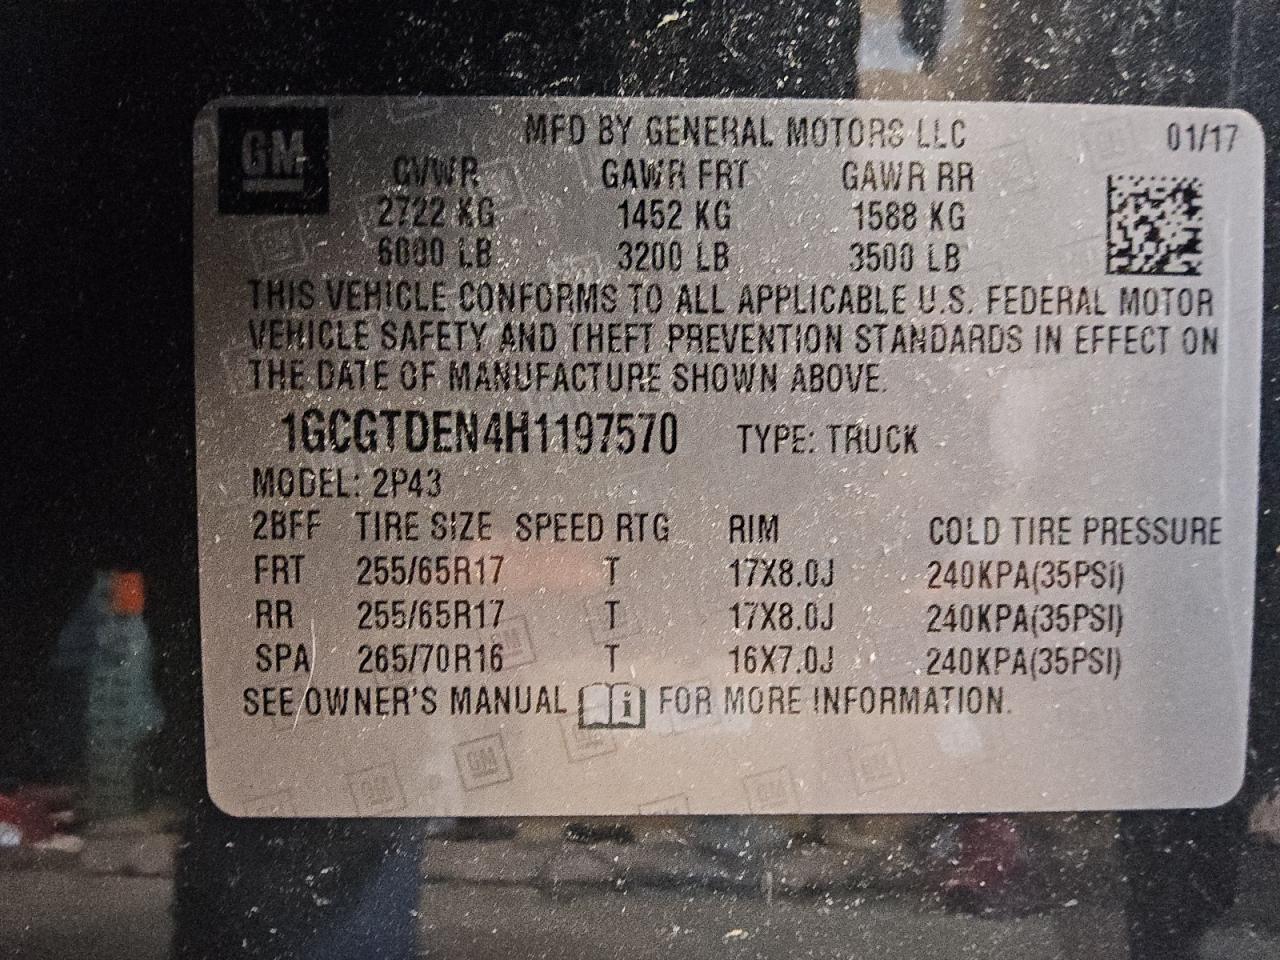 GM
MFD BY GENERAL MOTORS LLC 01/17
GVWR GAWR FRT GAWR RR
2722 KG 1452 KG 1588 KG
6000 LB 3200 LB 3500 LB
THIS VEHICLE CONFORMS TO ALL APPLICABLE U.S. FEDERAL MOTOR
VEHICLE SAFETY AND THEFT PREVENTION STANDARDS IN EFFECT ON
THE DATE OF MANUFACTURE SHOWN ABOVE.
1GCGTDEN4H1197570 TYPE: TRUCK
MODEL: 2P43
2BFF TIRE SIZE SPEED RTG RIM COLD TIRE PRESSURE
FRT 255/65R17 T 17X8.0J 240KPA(35PSI)
RR 255/65R17 T 17X8.0J 240KPA(35PSI)
SPA 265/70R16 T 16X7.0J 240KPA(35PSI)
SEE OWNER'S MANUAL i FOR MORE INFORMATION.